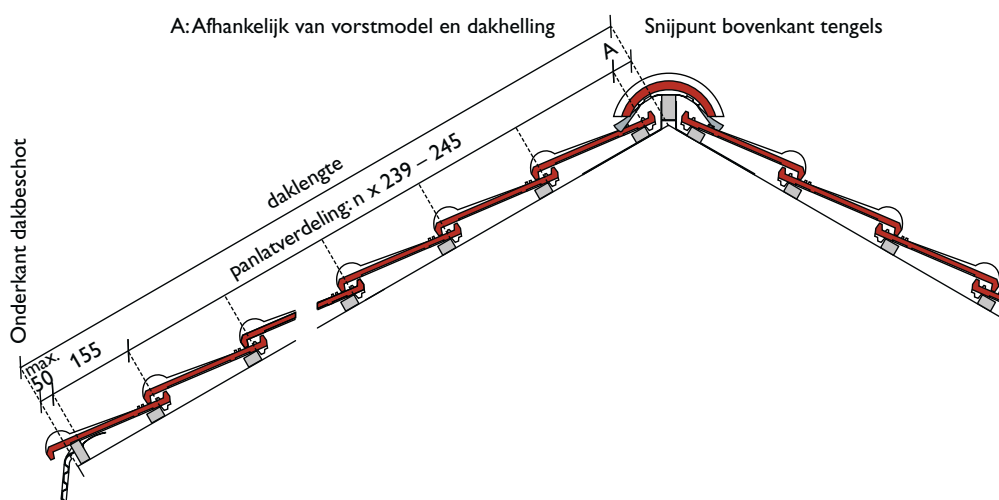 A: Afhankelijk van vorstmodel en dakhelling
Snijpunt bovenkant tengels
A
daklengte
panlatverdeling: n x 239 – 245
Onderkant dakbeschot
max.
50
155